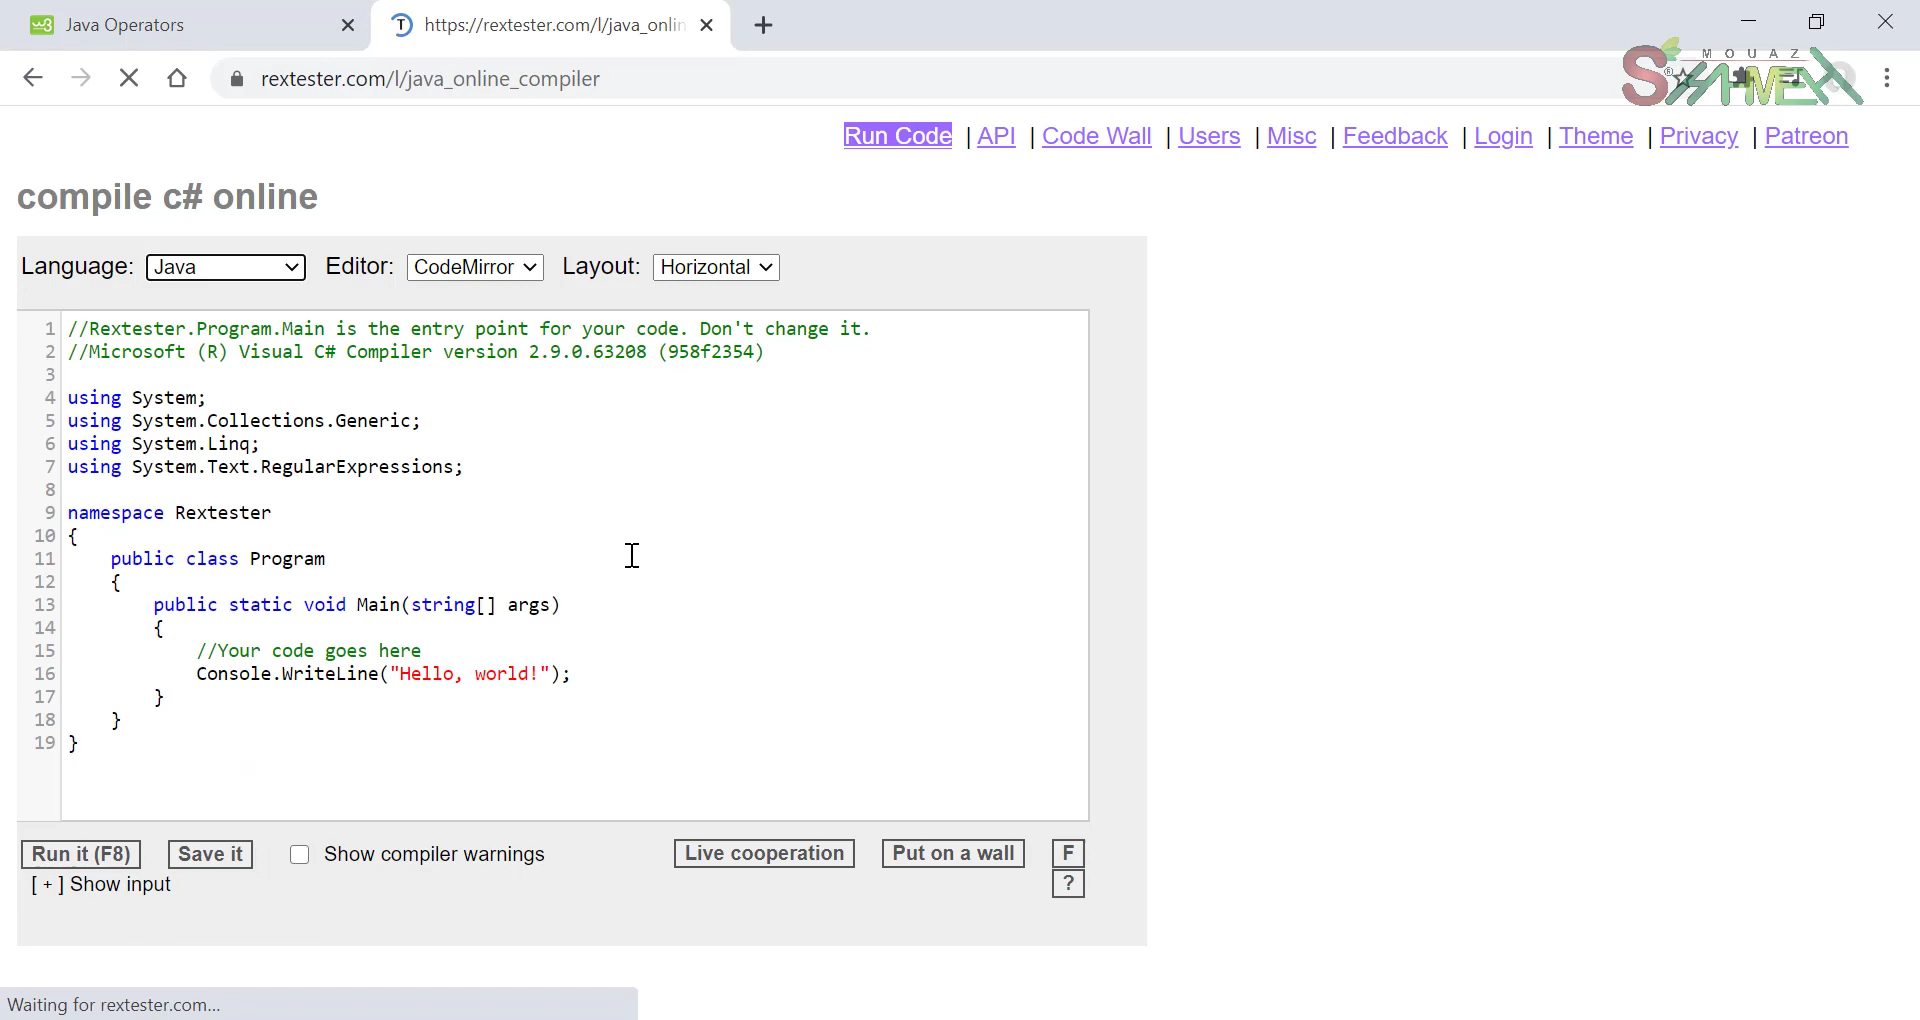 Java Operators
https://rextester.com/l/java_onlin
rextester.com/l/java_online_compiler
MOUAZ
Run Code | API | Code Wall | Users | Misc | Feedback | Login | Theme | Privacy | Patreon
compile c# online
Language: Java Editor: CodeMirror Layout: Horizontal
1 //Rextester.Program.Main is the entry point for your code. Don't change it.
2 //Microsoft (R) Visual C# Compiler version 2.9.0.63208 (958f2354)
3
4 using System;
5 using System.Collections.Generic;
6 using System.Linq;
7 using System.Text.RegularExpressions;
8
9 namespace Rextester
10 {
11 public class Program
12 {
13 public static void Main(string[] args)
14 {
15 //Your code goes here
16 Console.WriteLine("Hello, world!");
17 }
18 }
19 }
Run it (F8) Save it Show compiler warnings Live cooperation Put on a wall F
[ + ] Show input ?
Waiting for rextester.com...